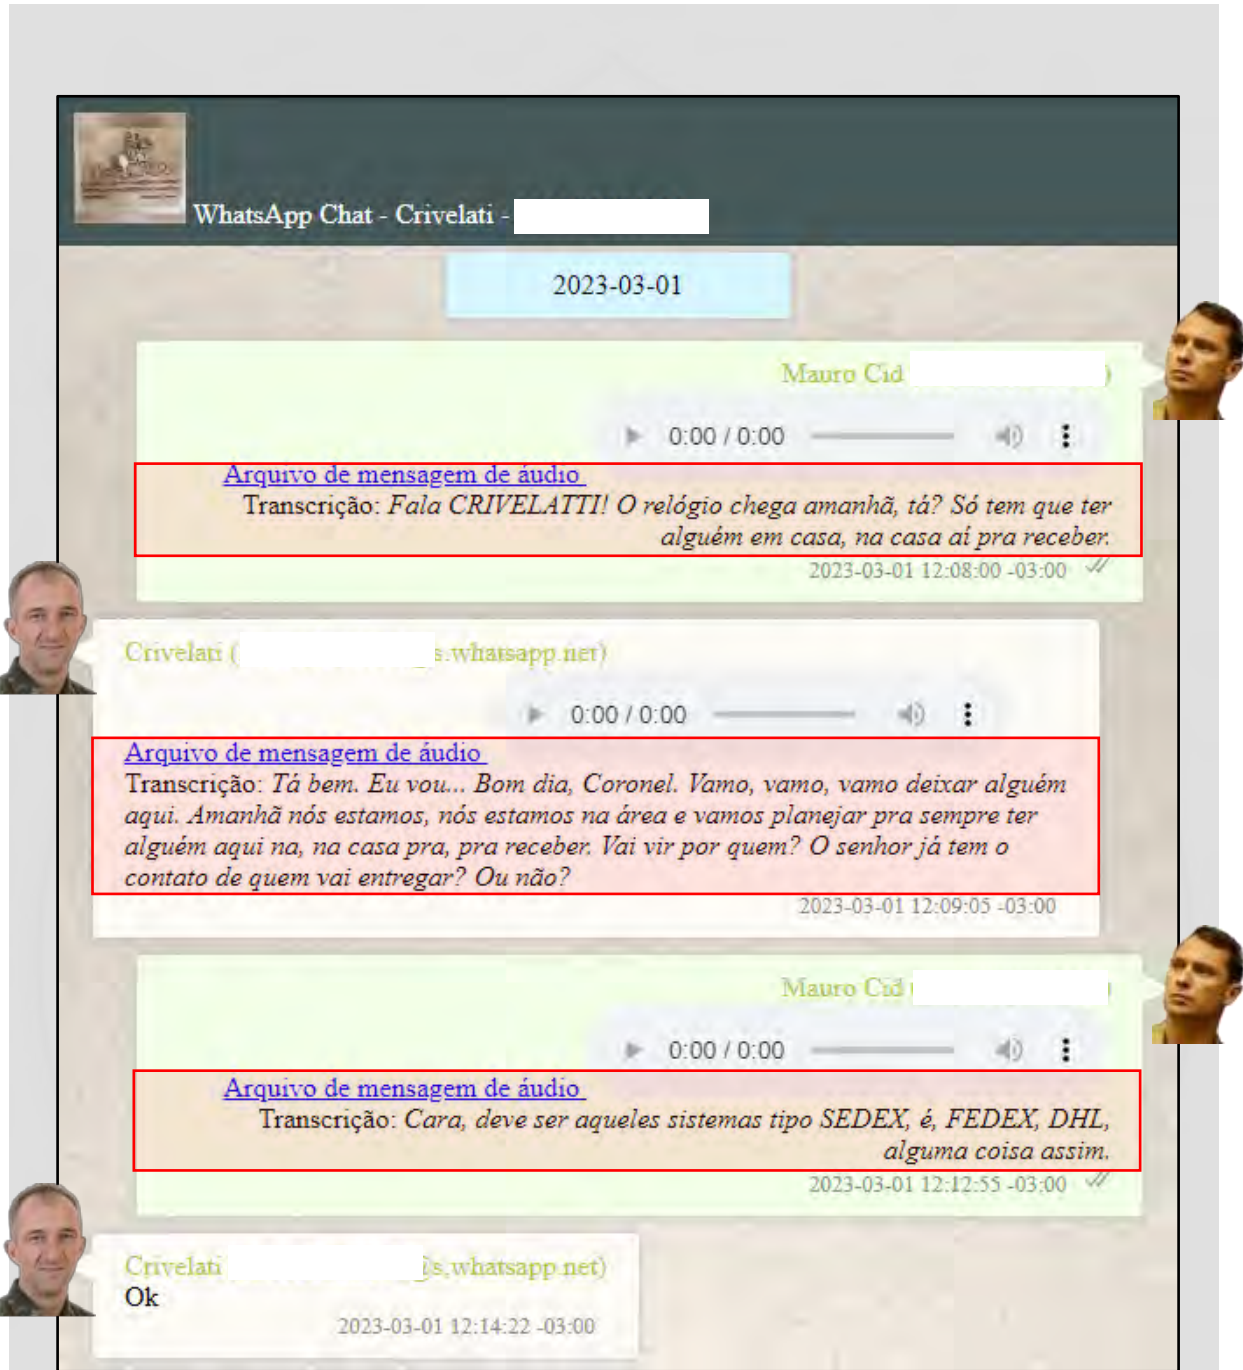 WhatsApp Chat - Crivelati -
2023-03-01
Mauro Cid )
0:00 / 0:00
Arquivo de mensagem de áudio
Transcrição: Fala CRIVELATTI! O relógio chega amanhã, tá? Só tem que ter
alguém em casa, na casa aí pra receber.
2023-03-01 12:08:00 -03:00
Crivelati ( s.whatsapp.net)
0:00 / 0:00
Arquivo de mensagem de áudio
Transcrição: Tá bem. Eu vou... Bom dia, Coronel. Vamo, vamo, vamo deixar alguém
aqui. Amanhã nós estamos, nós estamos na área e vamos planejar pra sempre ter
alguém aqui na, na casa pra, pra receber. Vai vir por quem? O senhor já tem o
contato de quem vai entregar? Ou não?
2023-03-01 12:09:05 -03:00
Mauro Cid
0:00 / 0:00
Arquivo de mensagem de áudio
Transcrição: Cara, deve ser aqueles sistemas tipo SEDEX, é, FEDEX, DHL,
alguma coisa assim.
2023-03-01 12:12:55 -03:00
Crivelati s.whatsapp.net)
Ok
2023-03-01 12:14:22 -03:00